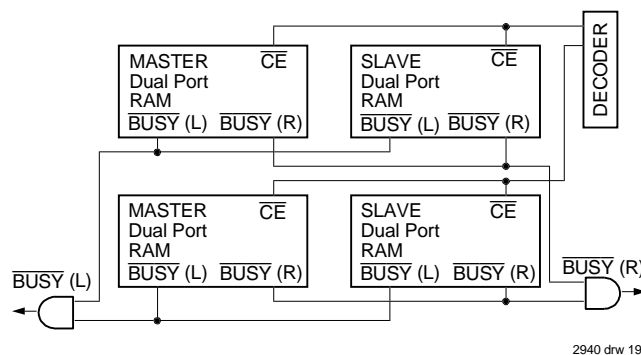 MASTER
Dual Port
RAM
CE
BUSY (L) BUSY (R)
SLAVE
Dual Port
RAM
CE
BUSY (L) BUSY (R)
DECODER
MASTER
Dual Port
RAM
CE
BUSY (L) BUSY (R)
SLAVE
Dual Port
RAM
CE
BUSY (L) BUSY (R)
BUSY (L)
BUSY (R)
2940 drw 19